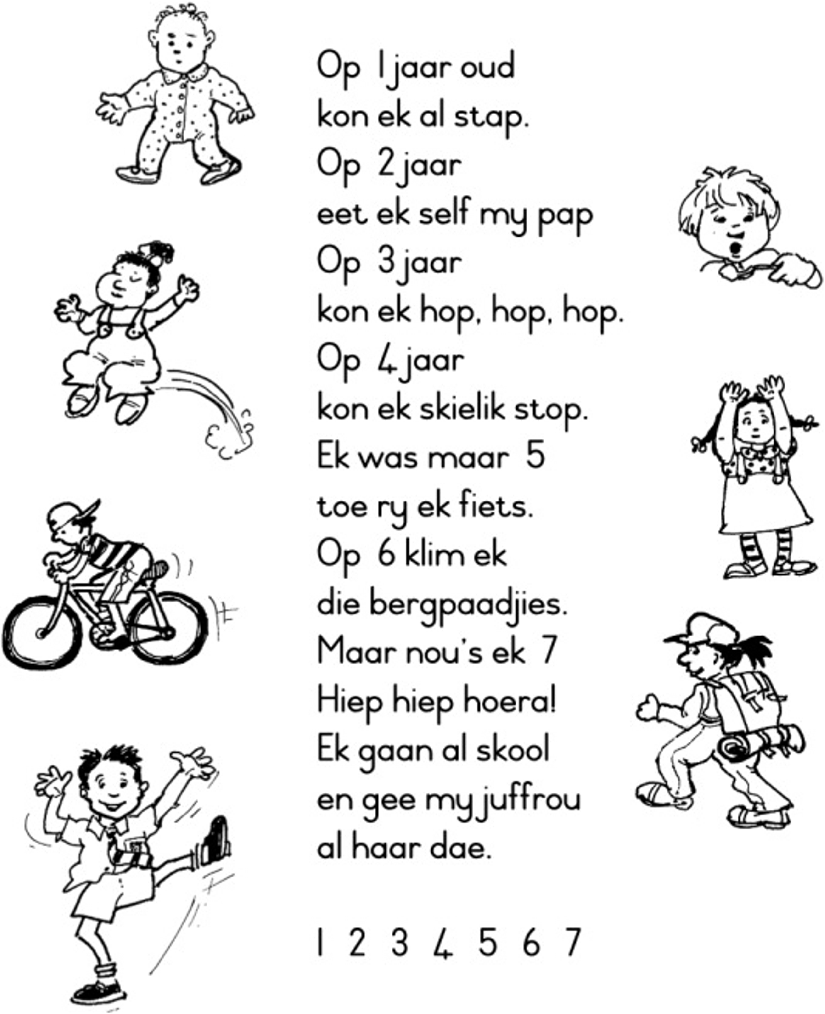 Op 1 jaar oud
kon ek al stap.
Op 2 jaar
eet ek self my pap
Op 3 jaar
kon ek hop, hop, hop.
Op 4 jaar
kon ek skielik stop.
Ek was maar 5
toe ry ek fiets.
Op 6 klim ek
die bergpaadjies.
Maar nou's ek 7
Hiep hiep hoera!
Ek gaan al skool
en gee my juffrou
al haar dae.
1 2 3 4 5 6 7